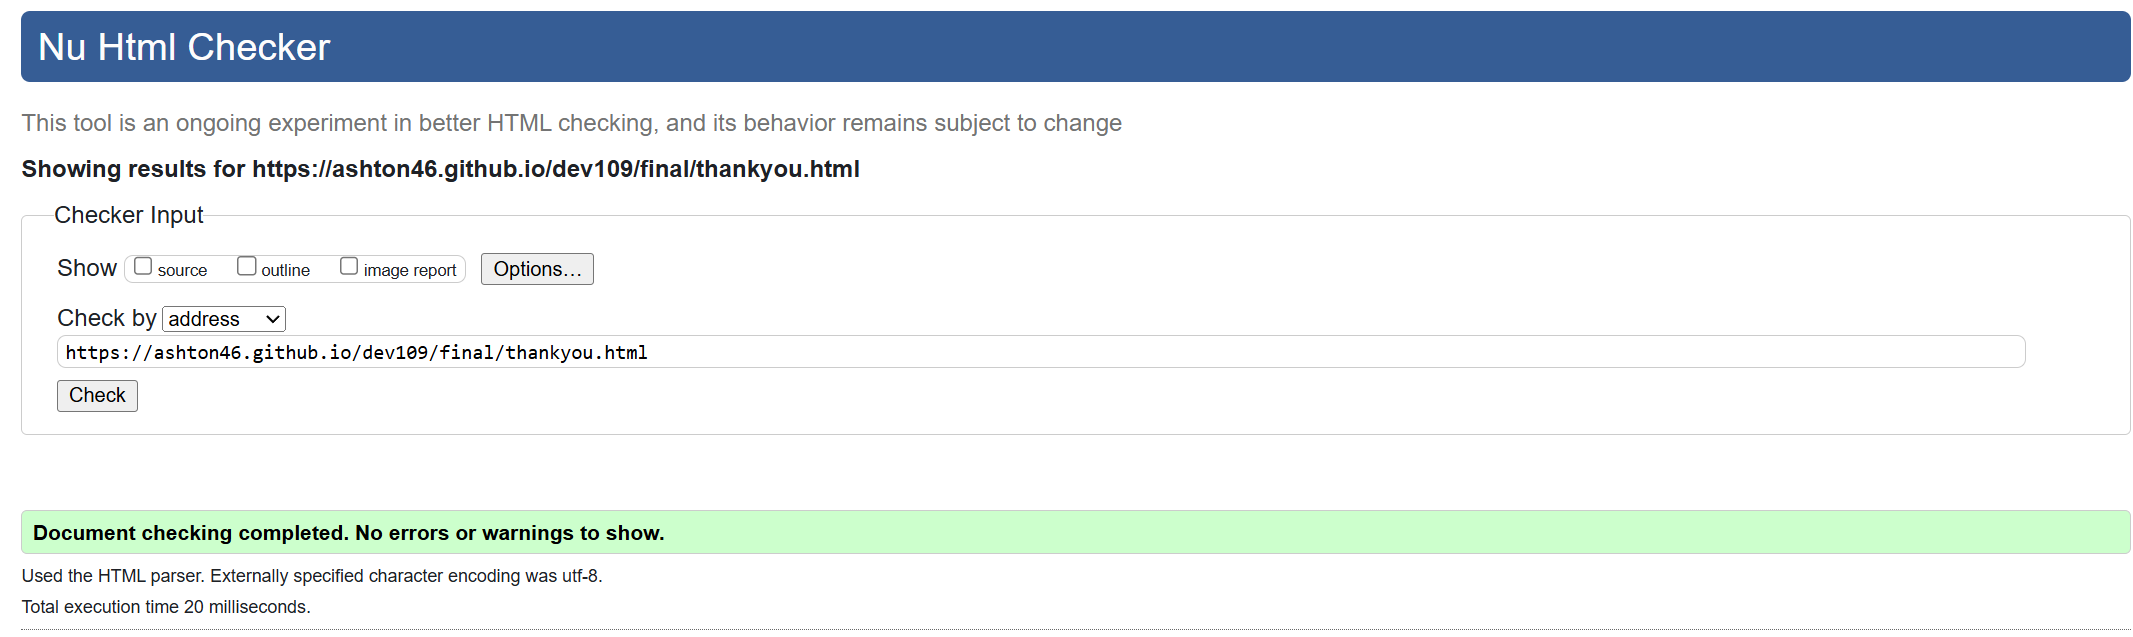 Nu Html Checker
This tool is an ongoing experiment in better HTML checking, and its behavior remains subject to change
Showing results for https://ashton46.github.io/dev109/final/thankyou.html
Checker Input
Show source outline image report Options...
Check by address
https://ashton46.github.io/dev109/final/thankyou.html
Check
Document checking completed. No errors or warnings to show.
Used the HTML parser. Externally specified character encoding was utf-8.
Total execution time 20 milliseconds.